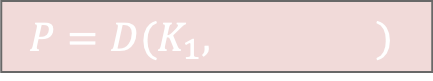 P = D(K₁, )